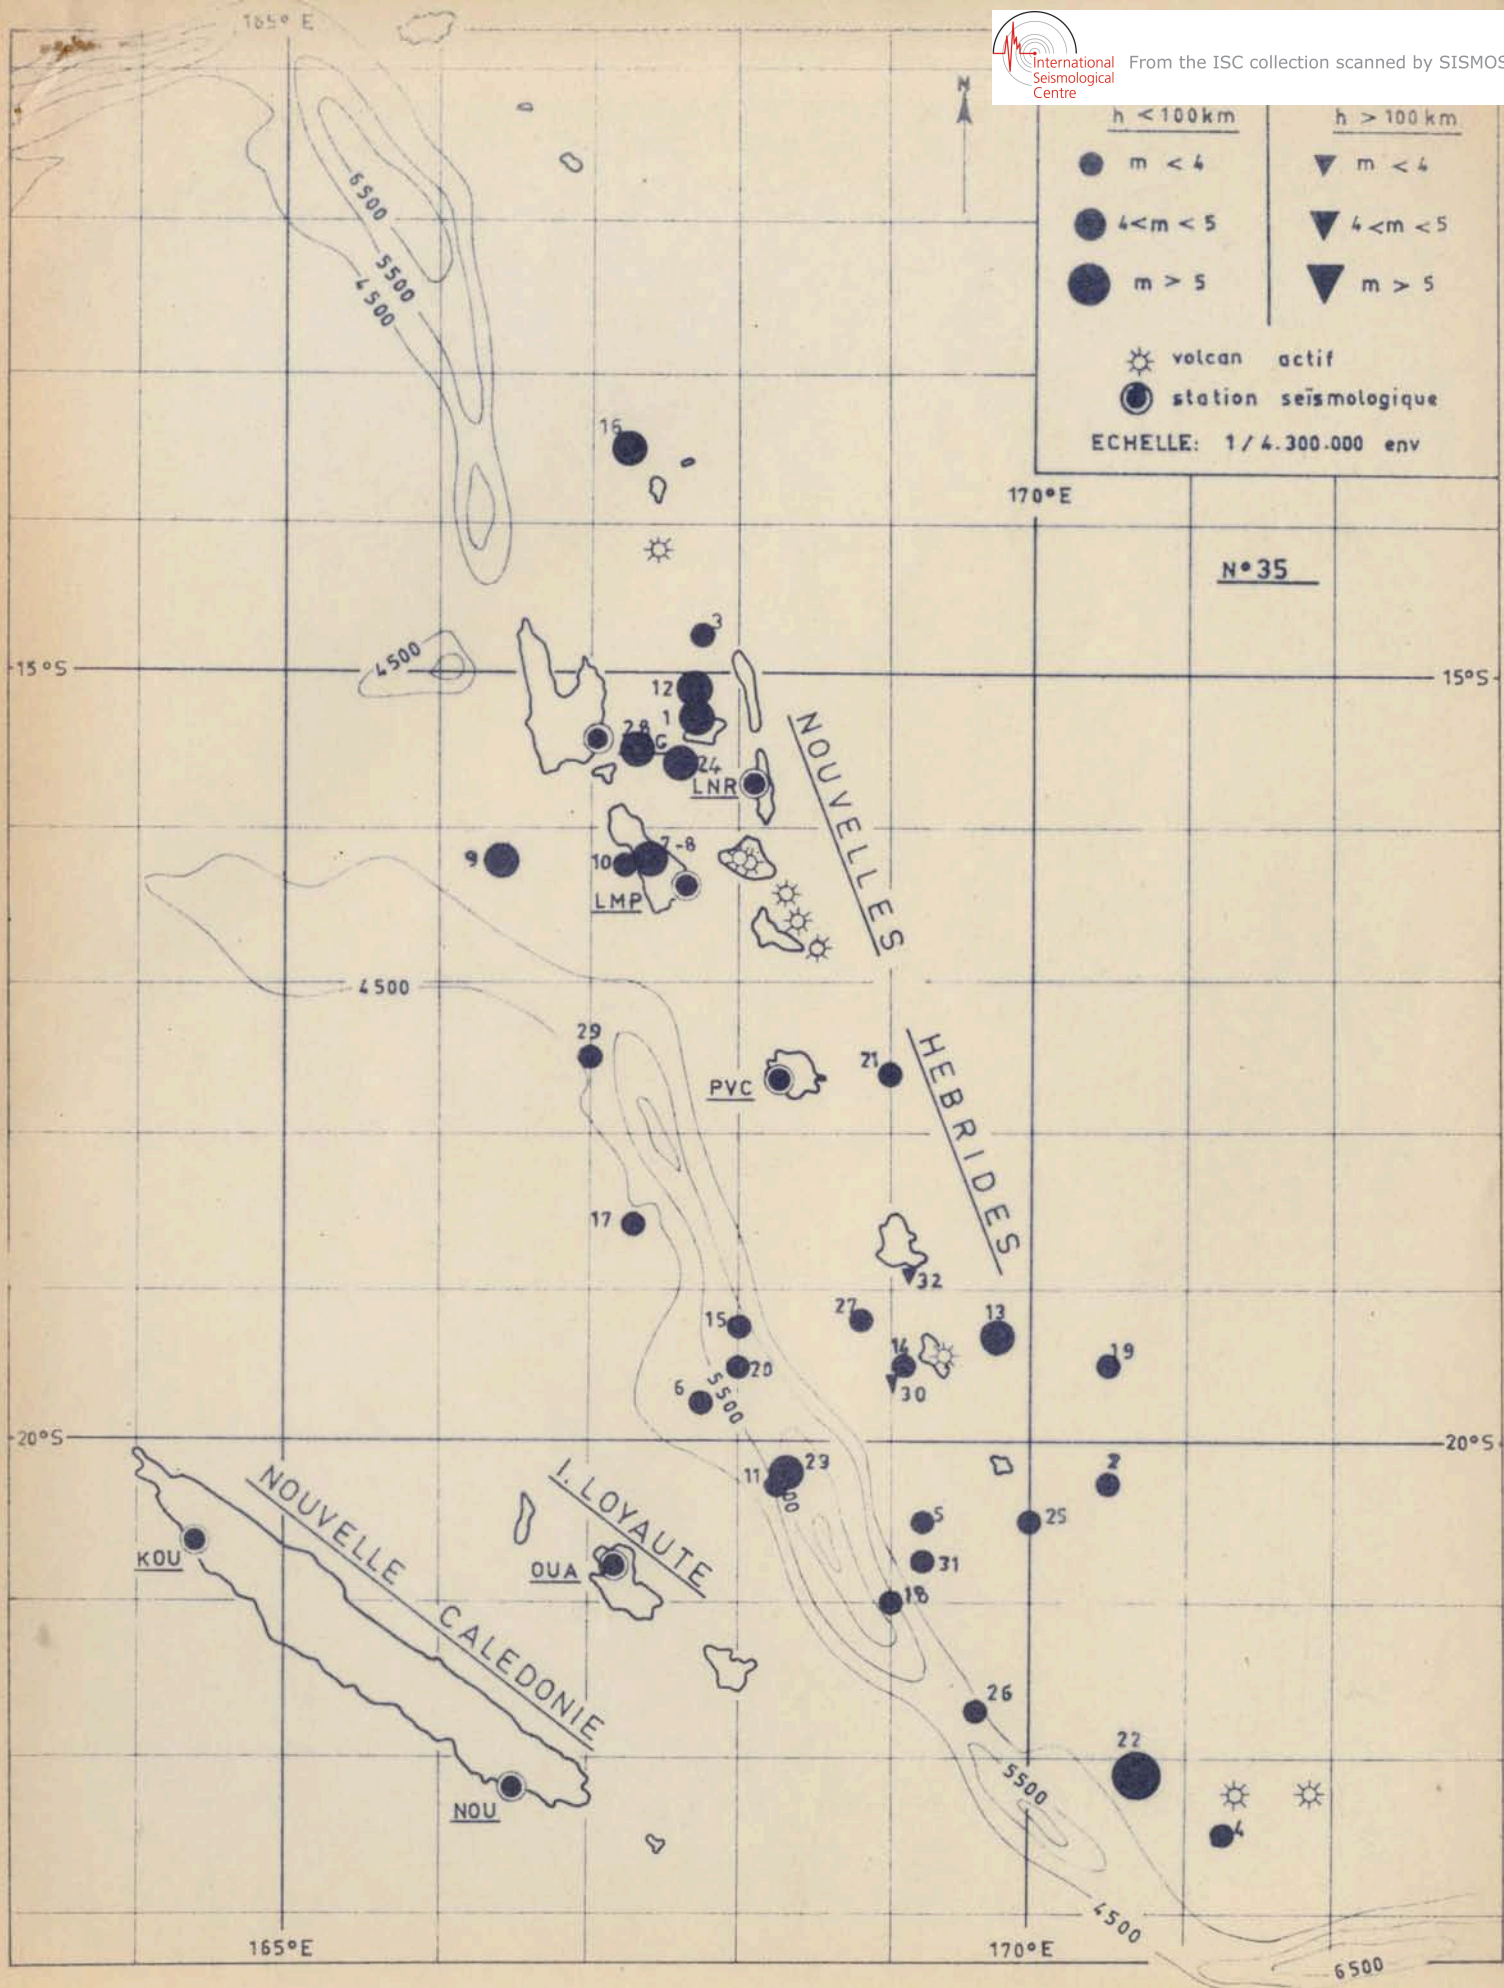 165° E
International
Seismological
Centre
From the ISC collection scanned by SISMOS
N
h < 100 km
h > 100 km
m < 4
m < 4
4 < m < 5
4 < m < 5
m > 5
m > 5
volcan actif
station seïsmologique
ECHELLE: 1 / 4.300.000 env
6500
5500
4500
16
170° E
N° 35
3
15° S
4500
12
15° S
1
28
G
24
LNR
NOUVELLES
9
10
7-8
LMP
4500
29
21
PVC
HEBRIDES
17
32
15
27
13
14
19
20
30
6
5500
20° S
20° S
11
23
2
NOUVELLE CALEDONIE
I. LOYAUTE
5
25
KOU
OUA
31
18
26
22
5500
NOU
4
4500
165° E
170° E
6500